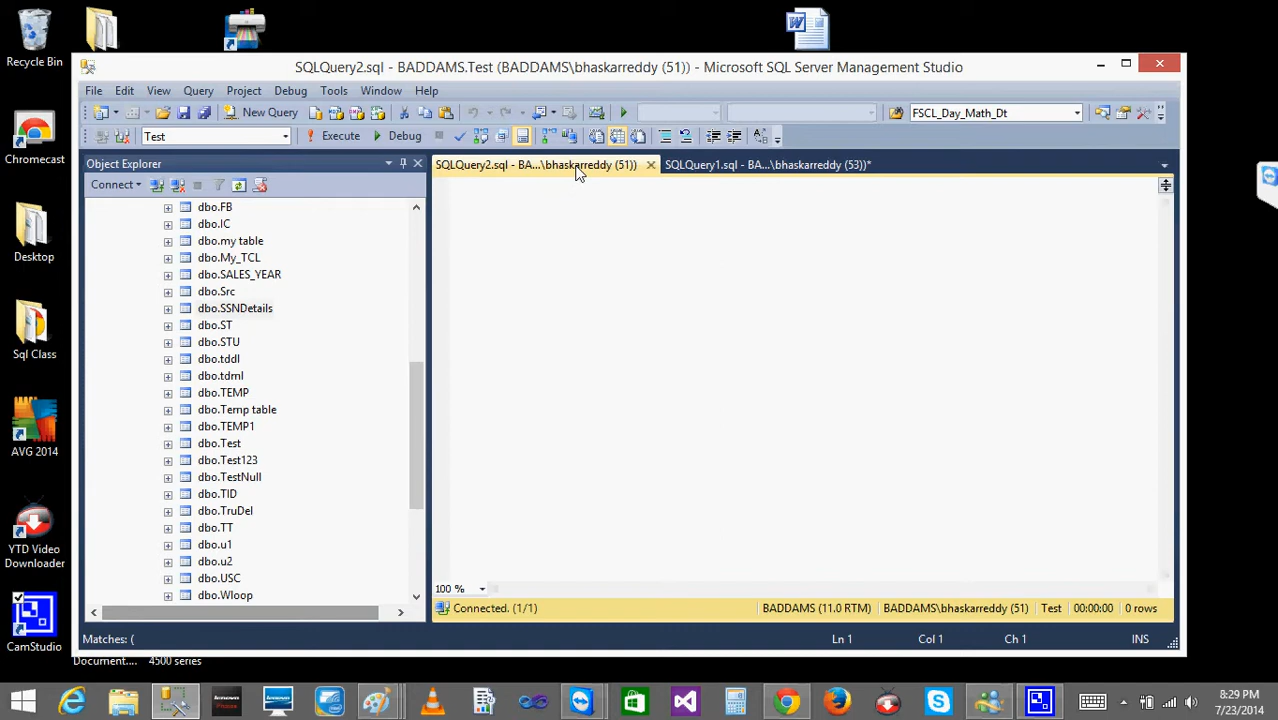 Recycle Bin
SQLQuery2.sql - BADDAMS.Test (BADDAMS\bhaskarreddy (51)) - Microsoft SQL Server Management Studio
File Edit View Query Project Debug Tools Window Help
New Query
FSCL_Day_Math_Dt
Test
Execute
Debug
Object Explorer
SQLQuery2.sql - BA...\bhaskarreddy (51))
SQLQuery1.sql - BA...\bhaskarreddy (53))*
Connect
dbo.FB
dbo.IC
dbo.my table
dbo.My_TCL
dbo.SALES_YEAR
dbo.Src
dbo.SSNDetails
dbo.ST
dbo.STU
dbo.tddl
dbo.tdml
dbo.TEMP
dbo.Temp table
dbo.TEMP1
dbo.Test
dbo.Test123
dbo.TestNull
dbo.TID
dbo.TruDel
dbo.TT
dbo.u1
dbo.u2
dbo.USC
dbo.Wloop
100 %
Connected. (1/1)
BADDAMS (11.0 RTM)
BADDAMS\bhaskarreddy (51)
Test
00:00:00
0 rows
Matches: (
Ln 1
Col 1
Ch 1
INS
Chromecast
Desktop
Sql Class
AVG 2014
YTD Video
Downloader
CamStudio
Document....
4500 series
8:29 PM
7/23/2014